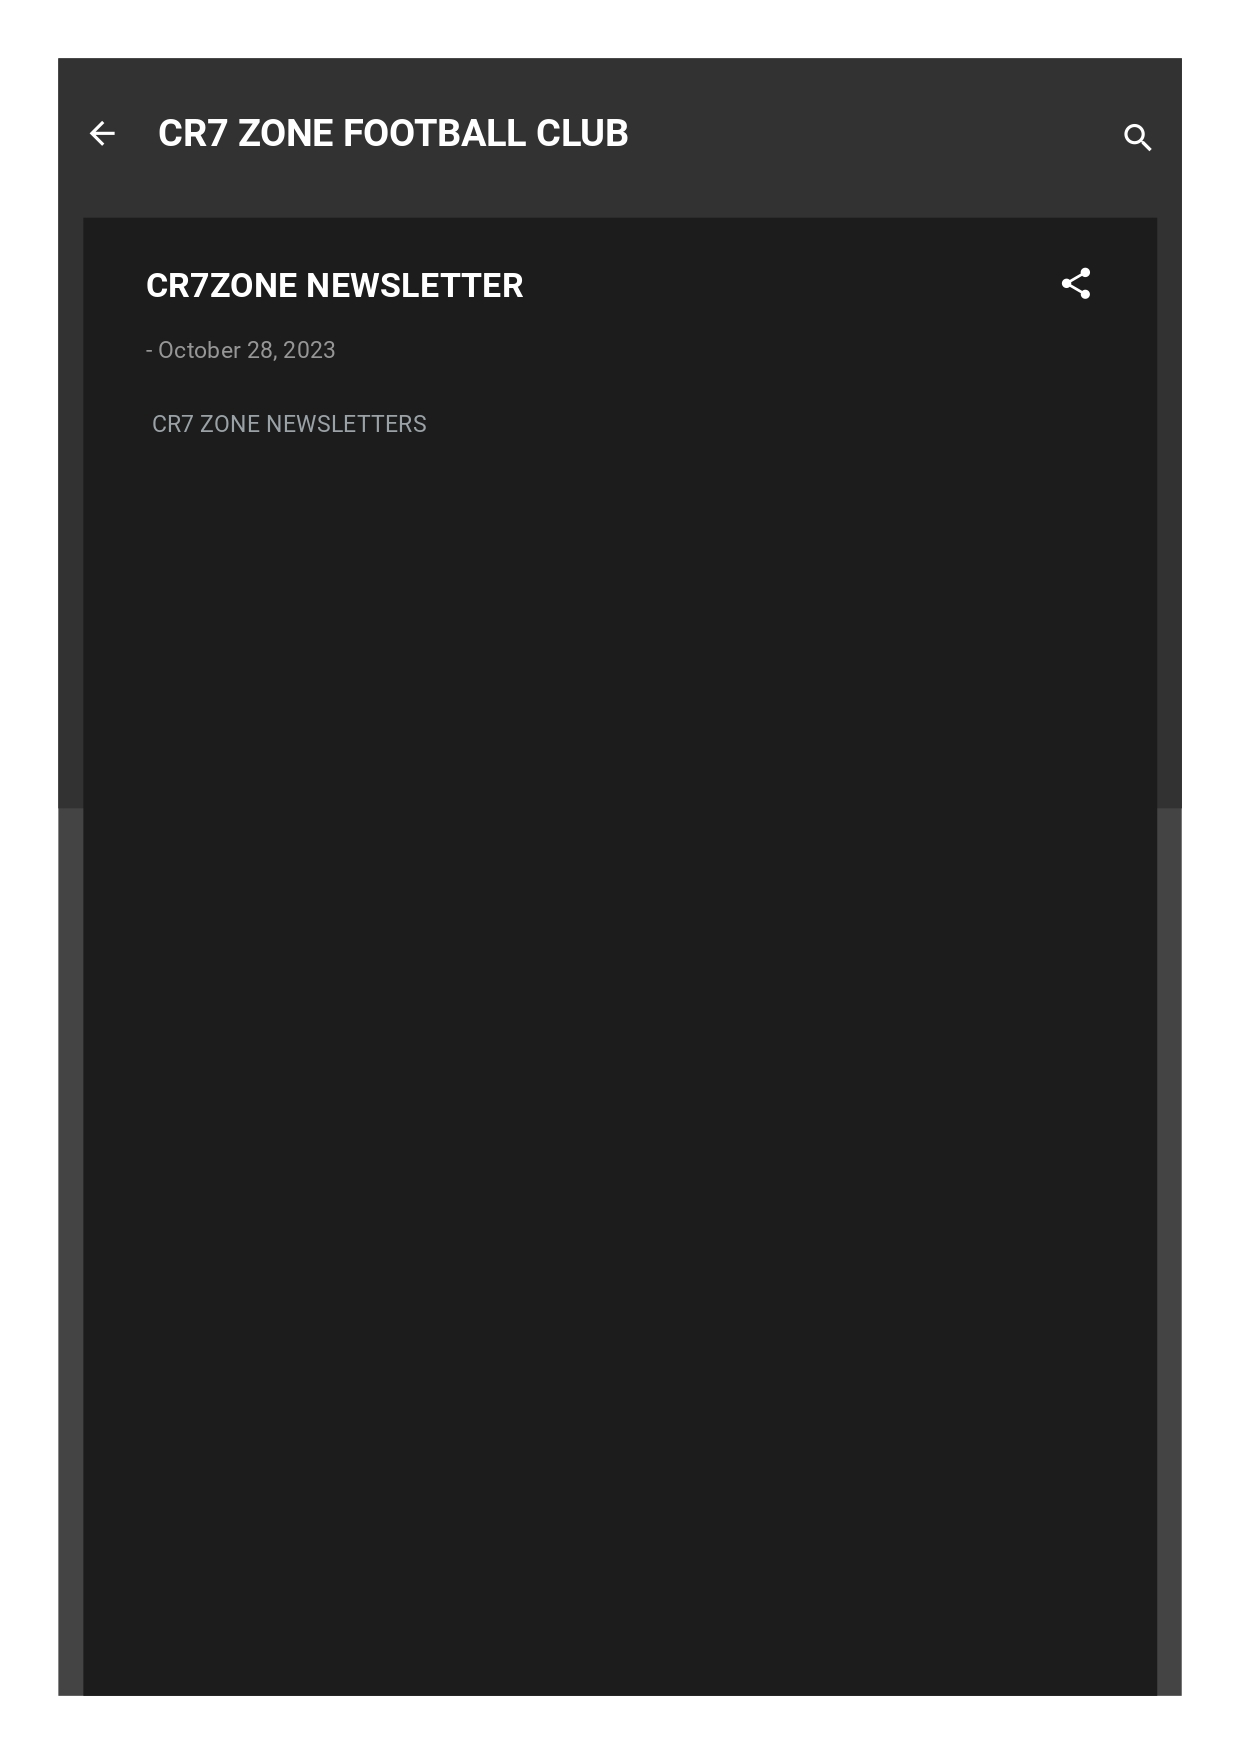 CR7 ZONE FOOTBALL CLUB
CR7ZONE NEWSLETTER
- October 28, 2023
CR7 ZONE NEWSLETTERS